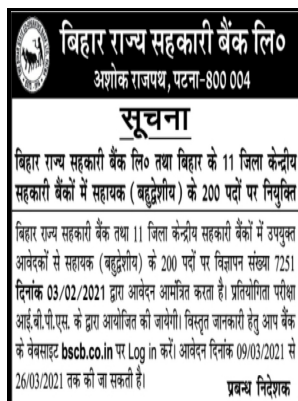 बिहार राज्य सहकारी बैंक लि०
अशोक राजपथ, पटना-800 004
सूचना
बिहार राज्य सहकारी बैंक लि० तथा बिहार के 11 जिला केन्द्रीय
सहकारी बैंकों में सहायक (बहुद्देशीय) के 200 पदों पर नियुक्ति
बिहार राज्य सहकारी बैंक तथा 11 जिला केन्द्रीय सहकारी बैंकों में उपयुक्त
आवेदकों से सहायक (बहुद्देशीय) के 200 पदों पर विज्ञापन संख्या 7251
दिनांक 03/02/2021 द्वारा आवेदन आमंत्रित करता है। प्रतियोगिता परीक्षा
आई.बी.पी.एस. के द्वारा आयोजित की जायेगी। विस्तृत जानकारी हेतु आप बैंक
के वेबसाइट bscb.co.in पर Log in करें। आवेदन दिनांक 09/03/2021 से
26/03/2021 तक की जा सकती है।
प्रबन्ध निदेशक